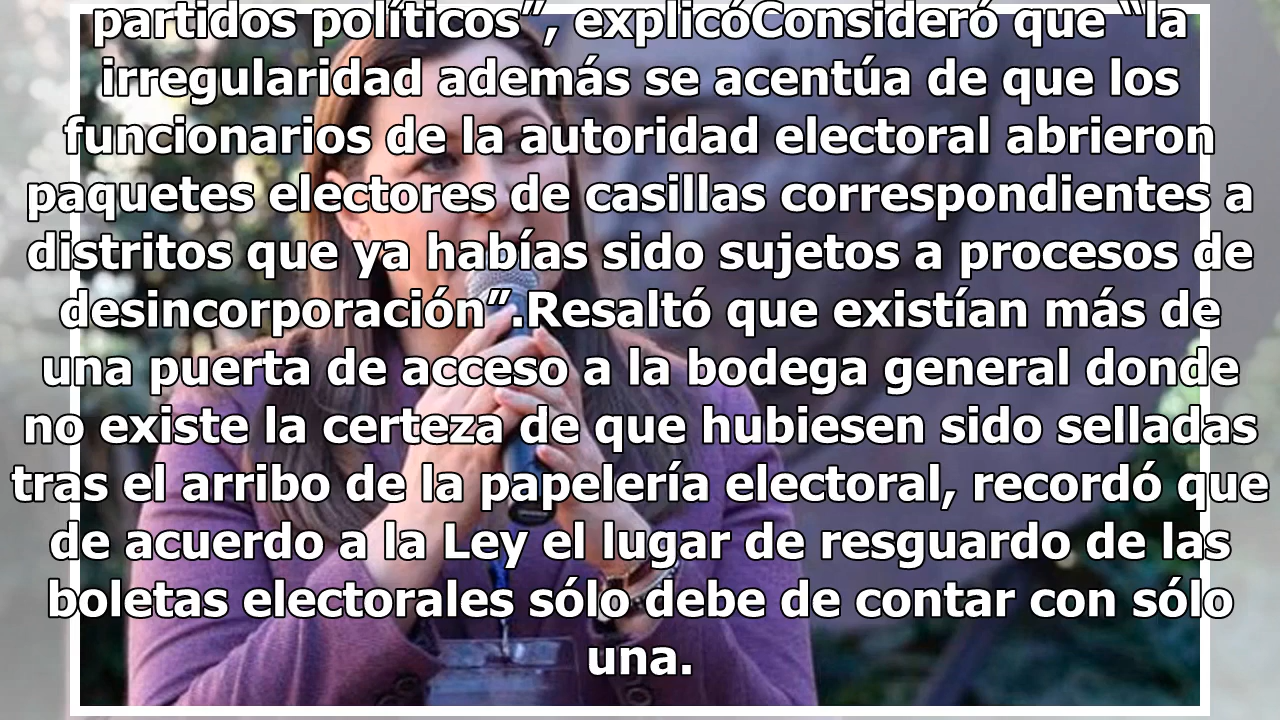 partidos políticos”, explicóConsideró que “la
irregularidad además se acentúa de que los
funcionarios de la autoridad electoral abrieron
paquetes electores de casillas correspondientes a
distritos que ya habías sido sujetos a procesos de
desincorporación”.Resaltó que existían más de
una puerta de acceso a la bodega general donde
no existe la certeza de que hubiesen sido selladas
tras el arribo de la papelería electoral, recordó que
de acuerdo a la Ley el lugar de resguardo de las
boletas electorales sólo debe de contar con sólo
una.